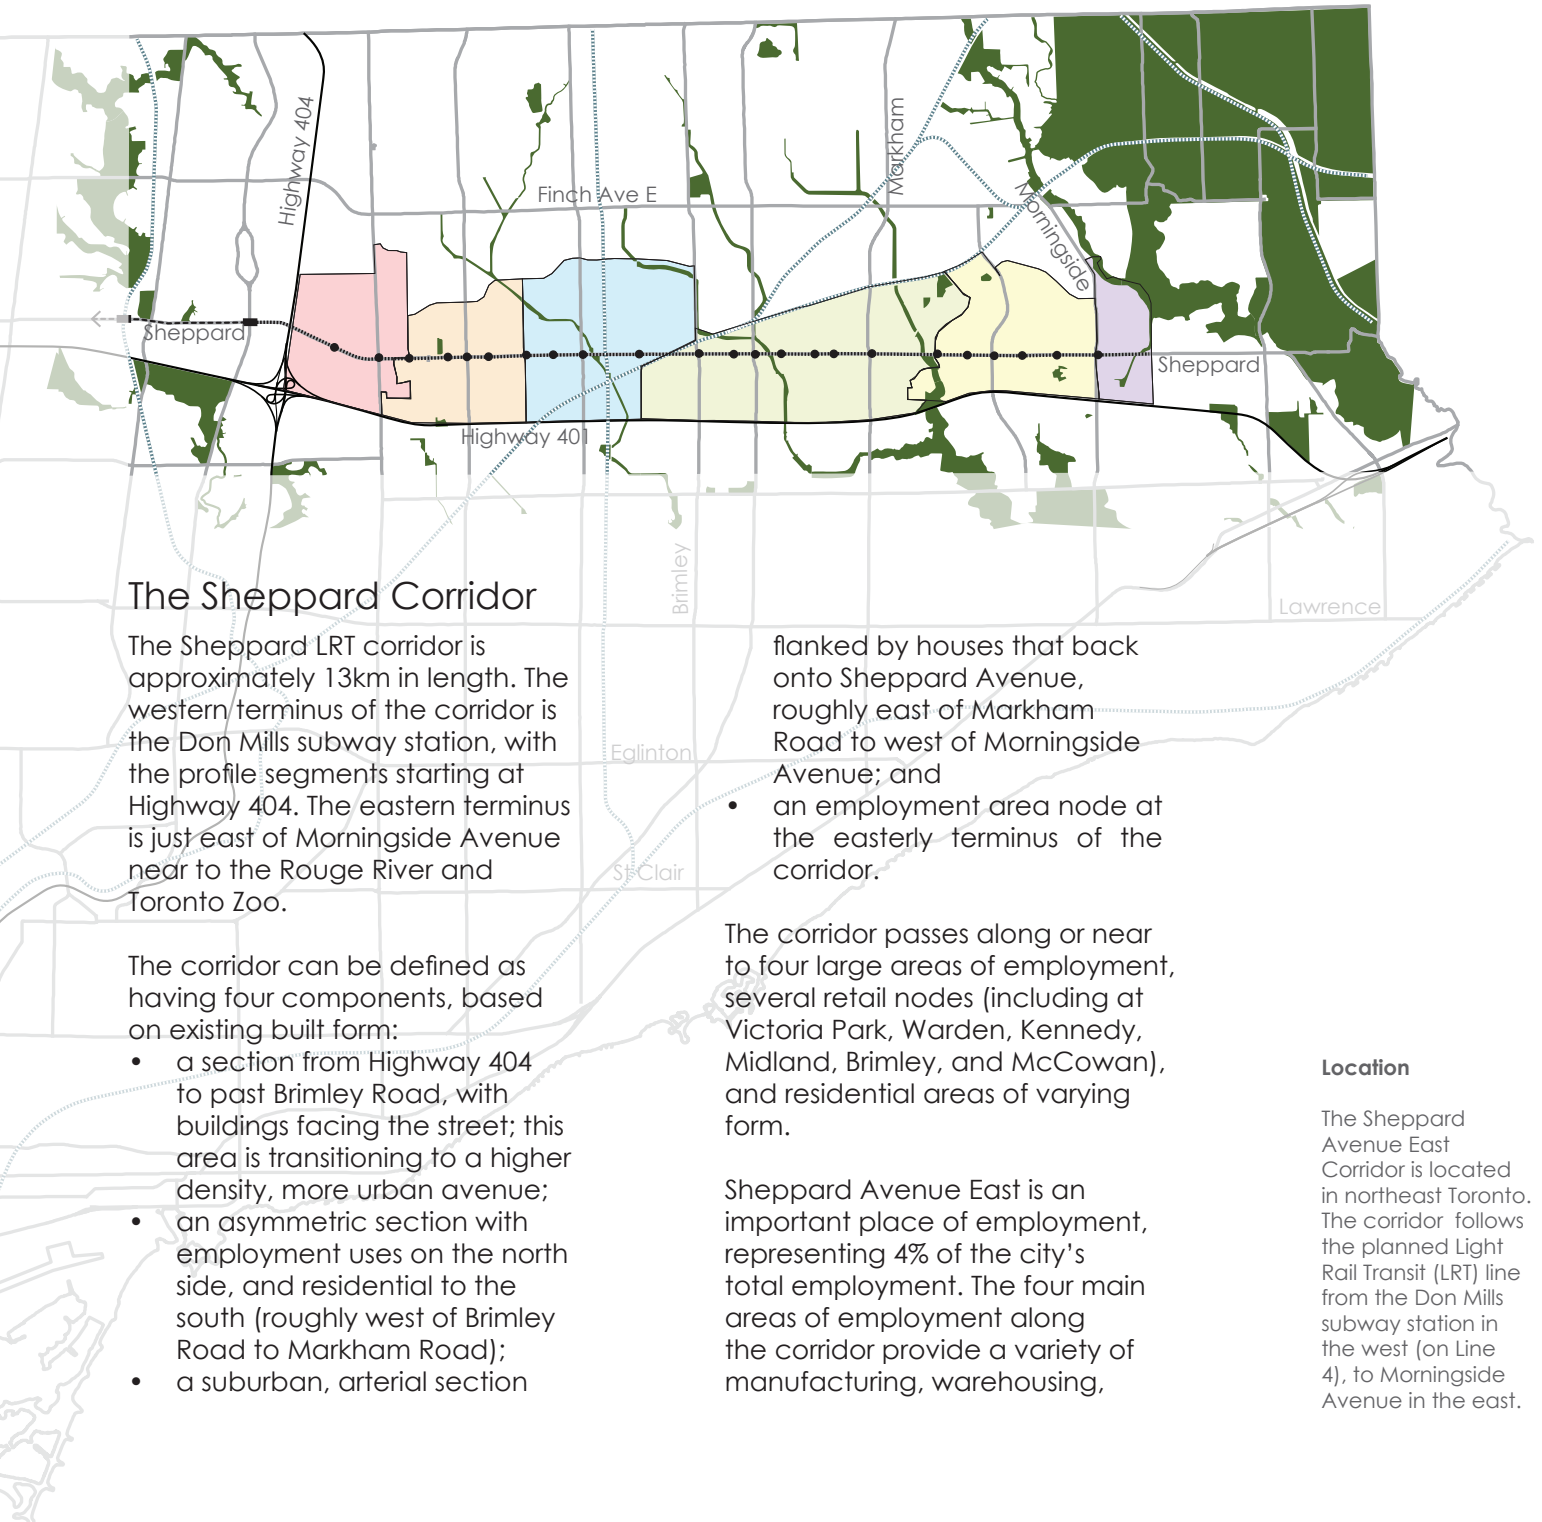 Highway 404
Finch Ave E
Markham
Morningside
Sheppard
Sheppard
Highway 401
Brimley
Lawrence
Eglinton
St Clair
The Sheppard Corridor
The Sheppard LRT corridor is
approximately 13km in length. The
western terminus of the corridor is
the Don Mills subway station, with
the profile segments starting at
Highway 404. The eastern terminus
is just east of Morningside Avenue
near to the Rouge River and
Toronto Zoo.
The corridor can be defined as
having four components, based
on existing built form:
• a section from Highway 404
to past Brimley Road, with
buildings facing the street; this
area is transitioning to a higher
density, more urban avenue;
• an asymmetric section with
employment uses on the north
side, and residential to the
south (roughly west of Brimley
Road to Markham Road);
• a suburban, arterial section
flanked by houses that back
onto Sheppard Avenue,
roughly east of Markham
Road to west of Morningside
Avenue; and
• an employment area node at
the easterly terminus of the
corridor.
The corridor passes along or near
to four large areas of employment,
several retail nodes (including at
Victoria Park, Warden, Kennedy,
Midland, Brimley, and McCowan),
and residential areas of varying
form.
Sheppard Avenue East is an
important place of employment,
representing 4% of the city's
total employment. The four main
areas of employment along
the corridor provide a variety of
manufacturing, warehousing,
Location
The Sheppard
Avenue East
Corridor is located
in northeast Toronto.
The corridor follows
the planned Light
Rail Transit (LRT) line
from the Don Mills
subway station in
the west (on Line
4), to Morningside
Avenue in the east.